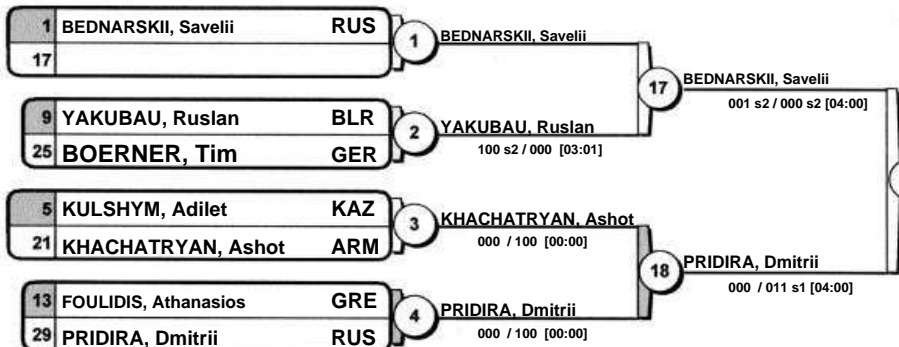 1 BEDNARSKII, Savelii RUS
17
1
BEDNARSKII, Savelii
9 YAKUBAU, Ruslan BLR
25 BOERNER, Tim GER
2
YAKUBAU, Ruslan
100 s2 / 000 [03:01]
17
BEDNARSKII, Savelii
001 s2 / 000 s2 [04:00]
5 KULSHYM, Adilet KAZ
21 KHACHATRYAN, Ashot ARM
3
KHACHATRYAN, Ashot
000 / 100 [00:00]
13 FOULIDIS, Athanasios GRE
29 PRIDIRA, Dmitrii RUS
4
PRIDIRA, Dmitrii
000 / 100 [00:00]
18
PRIDIRA, Dmitrii
000 / 011 s1 [04:00]